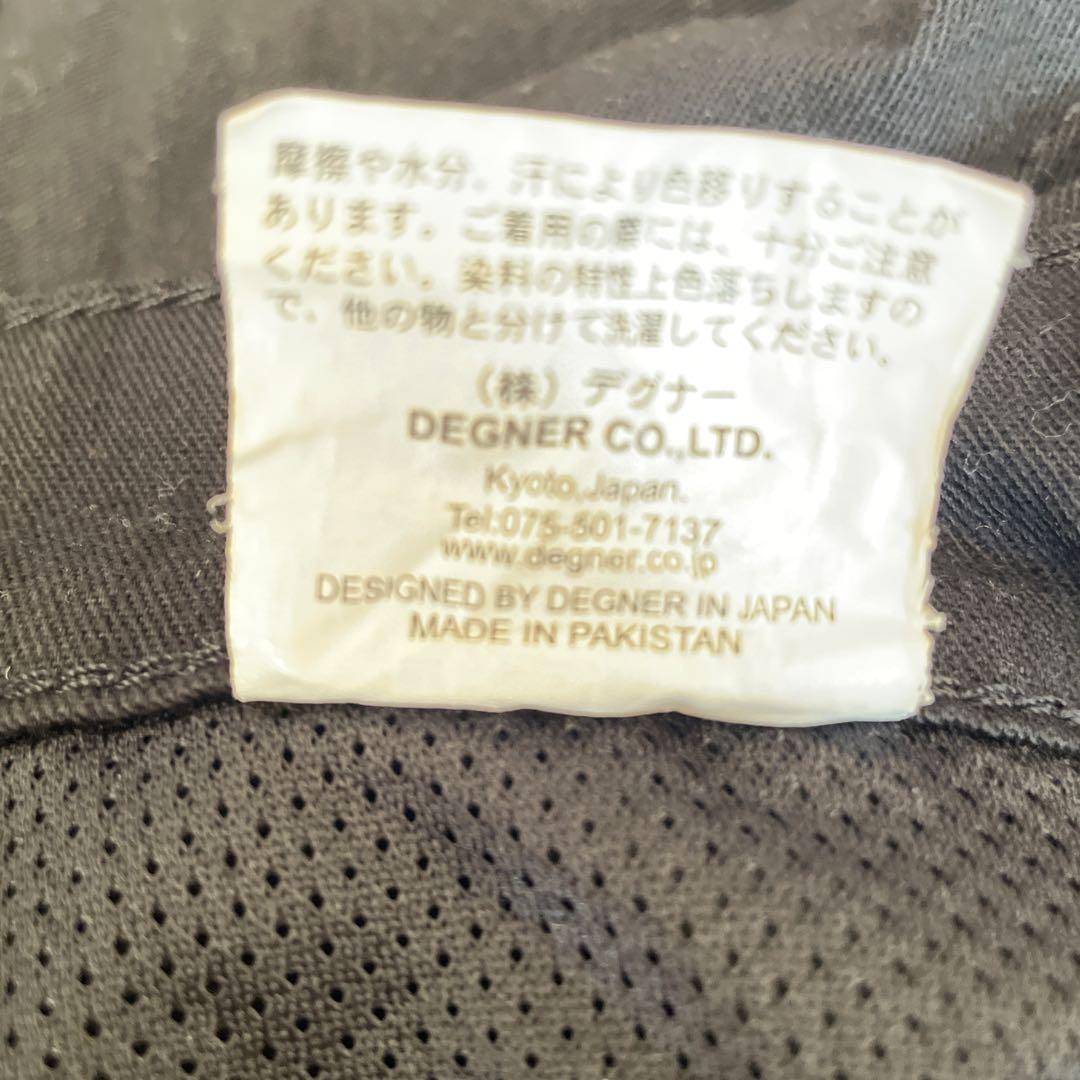 摩擦や水分、汗により色移りすることが
あります。ご着用の際には、十分ご注意
ください。染料の特性上色落ちしますの
で、他の物と分けて洗濯してください。
（株）デグナー
DEGNER CO.,LTD.
Kyoto,Japan.
Tel:075-501-7137
www.degner.co.jp
DESIGNED BY DEGNER IN JAPAN
MADE IN PAKISTAN